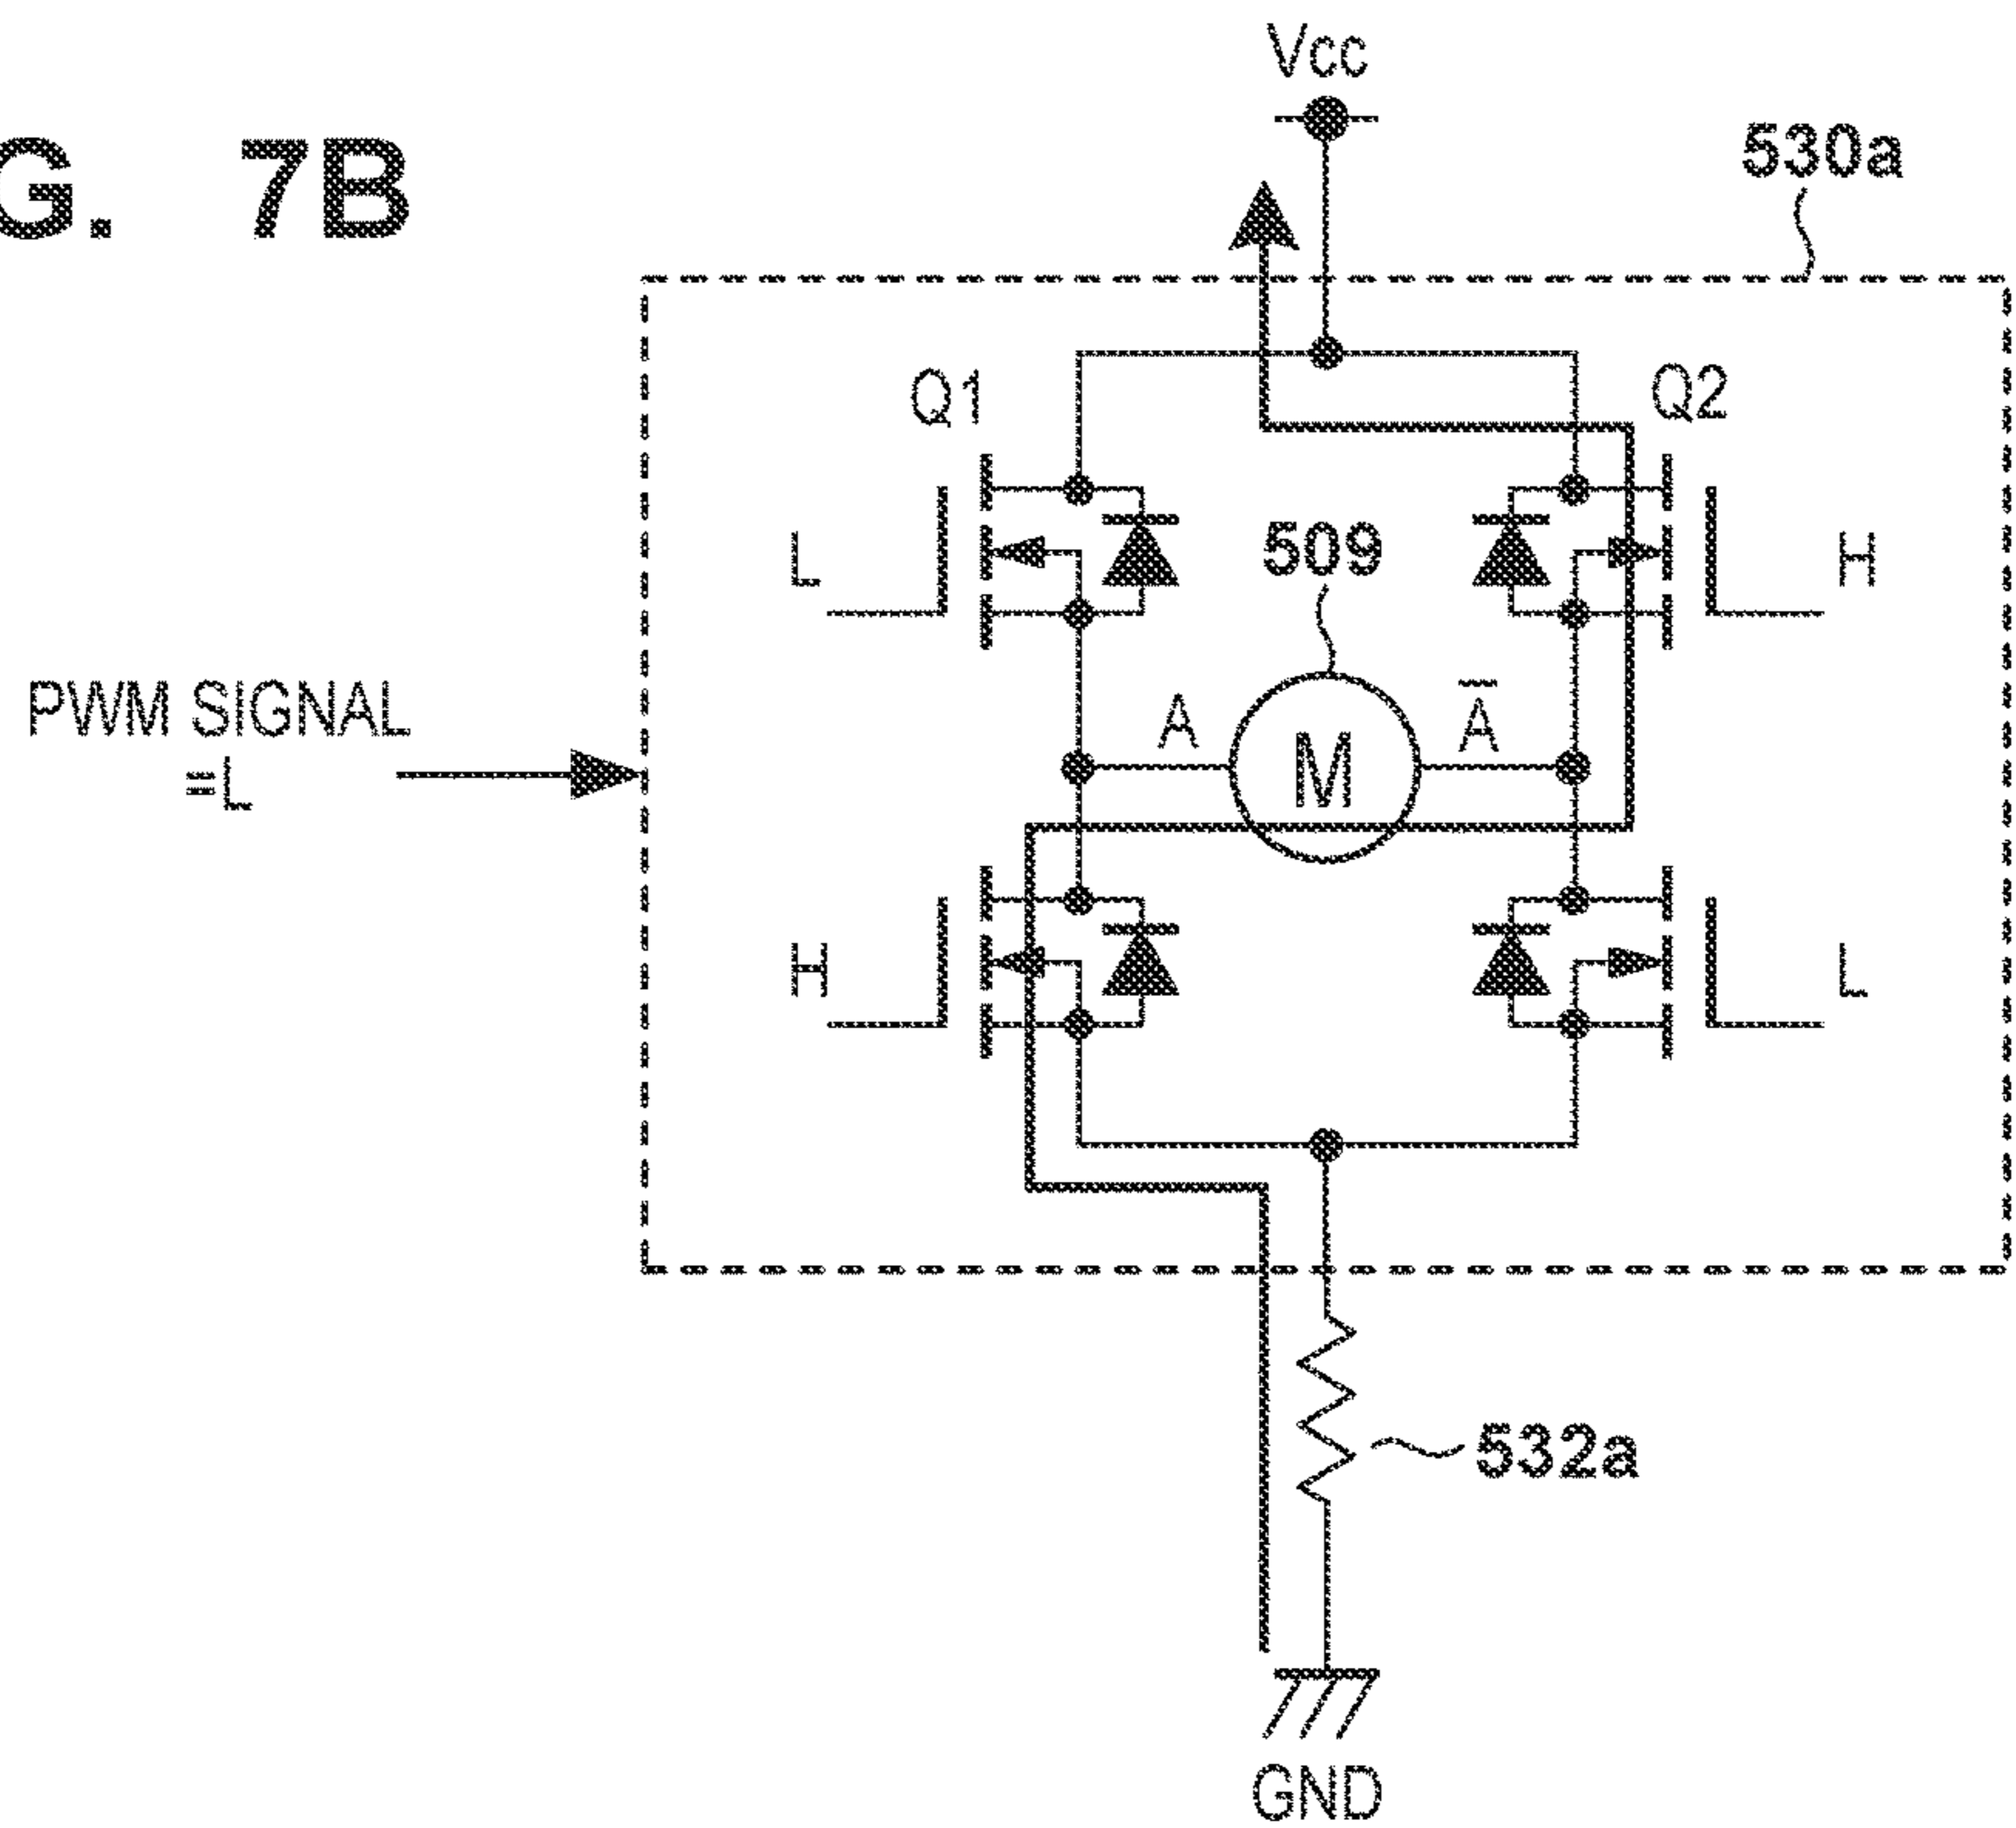 Vcc
G. 7B
530a
Q1
Q2
L
509
H
PWM SIGNAL
=L
A
M
A̅
H
L
532a
GND